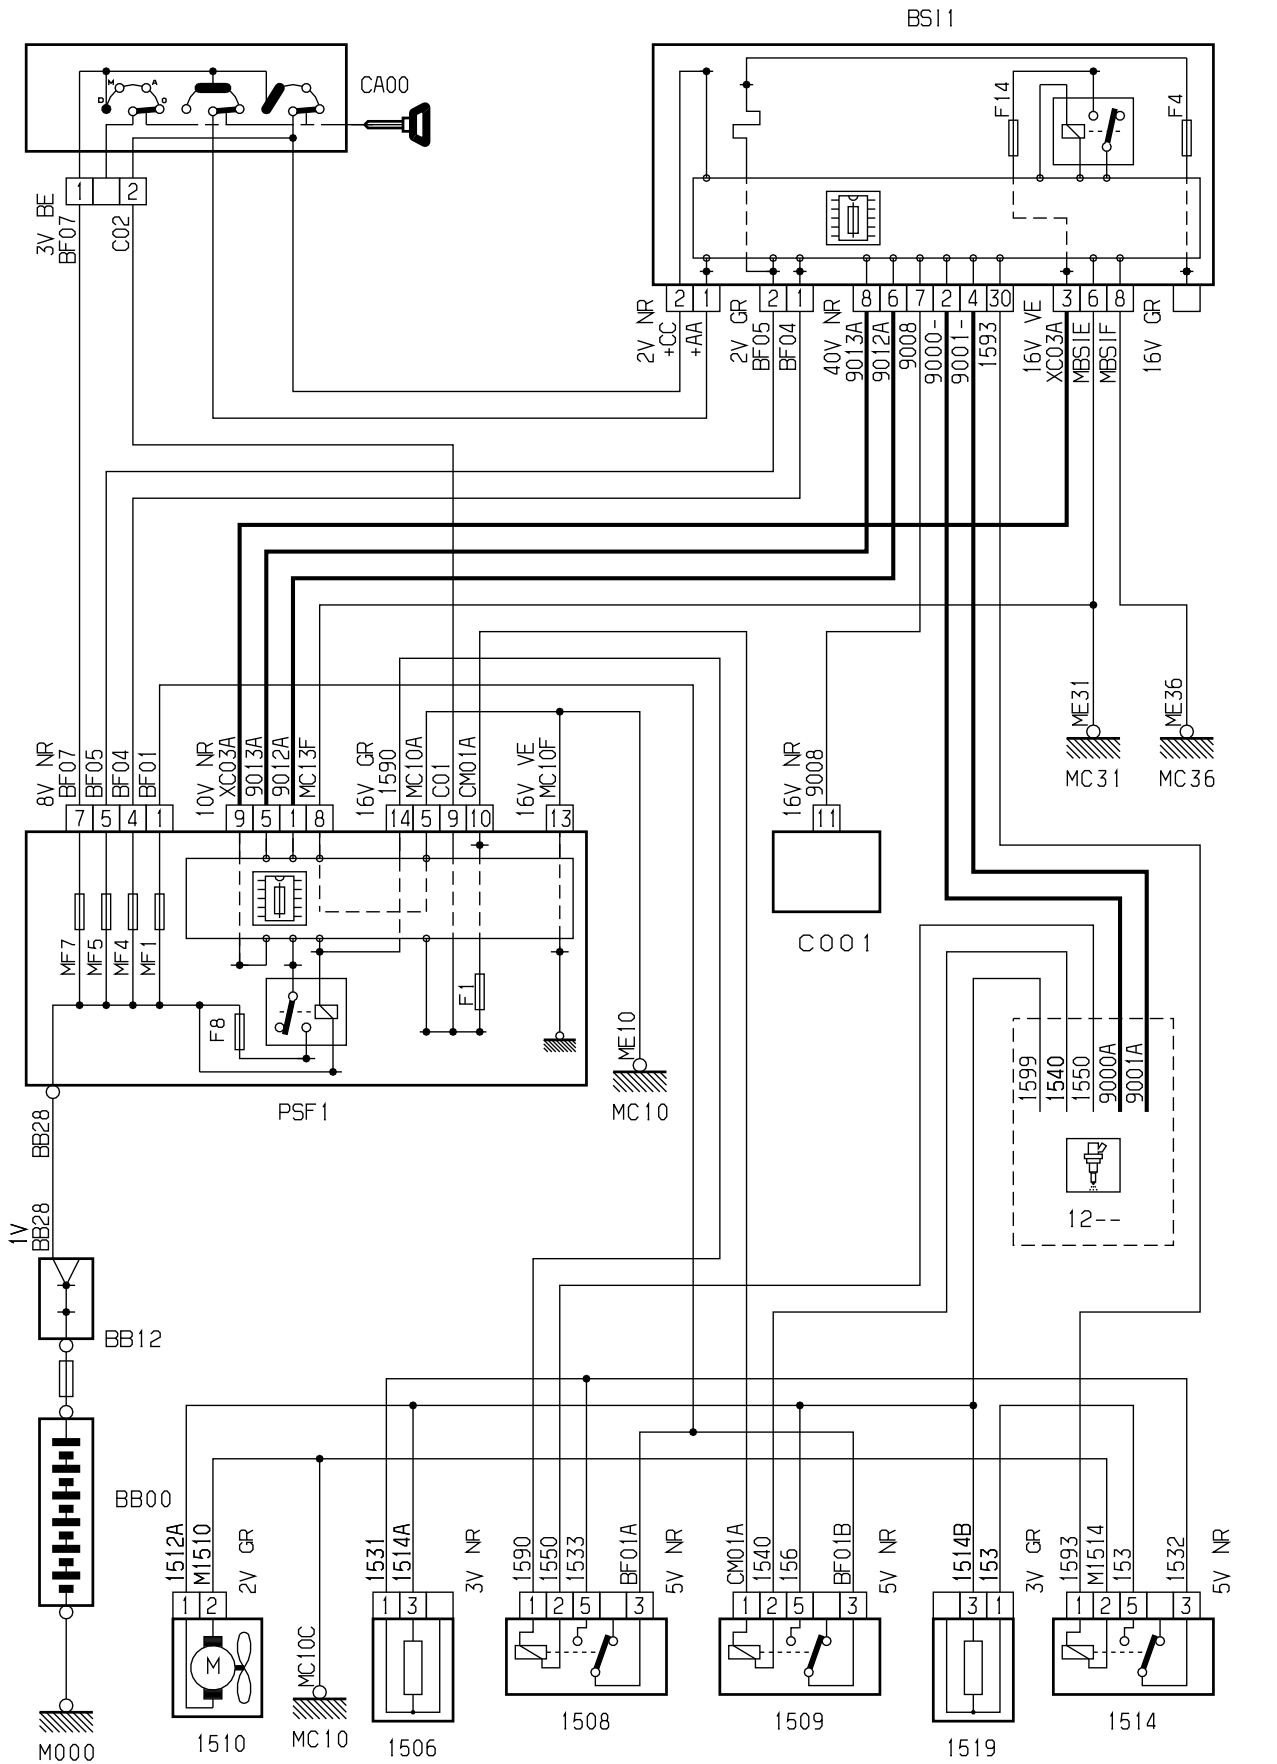 BSI1
CA00
M
A
D
O
1
2
3V BE
BF07
C02
F14
F4
2
1
2
1
8
6
7
2
4
30
3
6
8
2V NR
+CC
+AA
2V GR
BF05
BF04
40V NR
9013A
9012A
9008
9000-
9001-
1593
16V VE
XC03A
MBSIE
MBSIF
16V GR
ME31
ME36
MC31
MC36
8V NR
BF07
BF05
BF04
BF01
10V NR
XC03A
9013A
9012A
MC13F
16V GR
1590
MC10A
C01
CM01A
16V VE
MC10F
16V NR
9008
7
5
4
1
9
5
1
8
14
5
9
10
13
11
MF7
MF5
MF4
MF1
C001
F8
F1
ME10
PSF1
MC10
1599
1540
1550
9000A
9001A
12--
BB28
1V
BB28
BB12
BB00
M000
1512A
M1510
2V GR
1531
1514A
3V NR
1590
1550
1533
BF01A
5V NR
CM01A
1540
156
BF01B
5V NR
1514B
153
3V GR
1593
M1514
153
1532
5V NR
1
2
1
3
1
2
5
3
1
2
5
3
3
1
1
2
5
3
M
MC10C
1510
MC10
1506
1508
1509
1519
1514